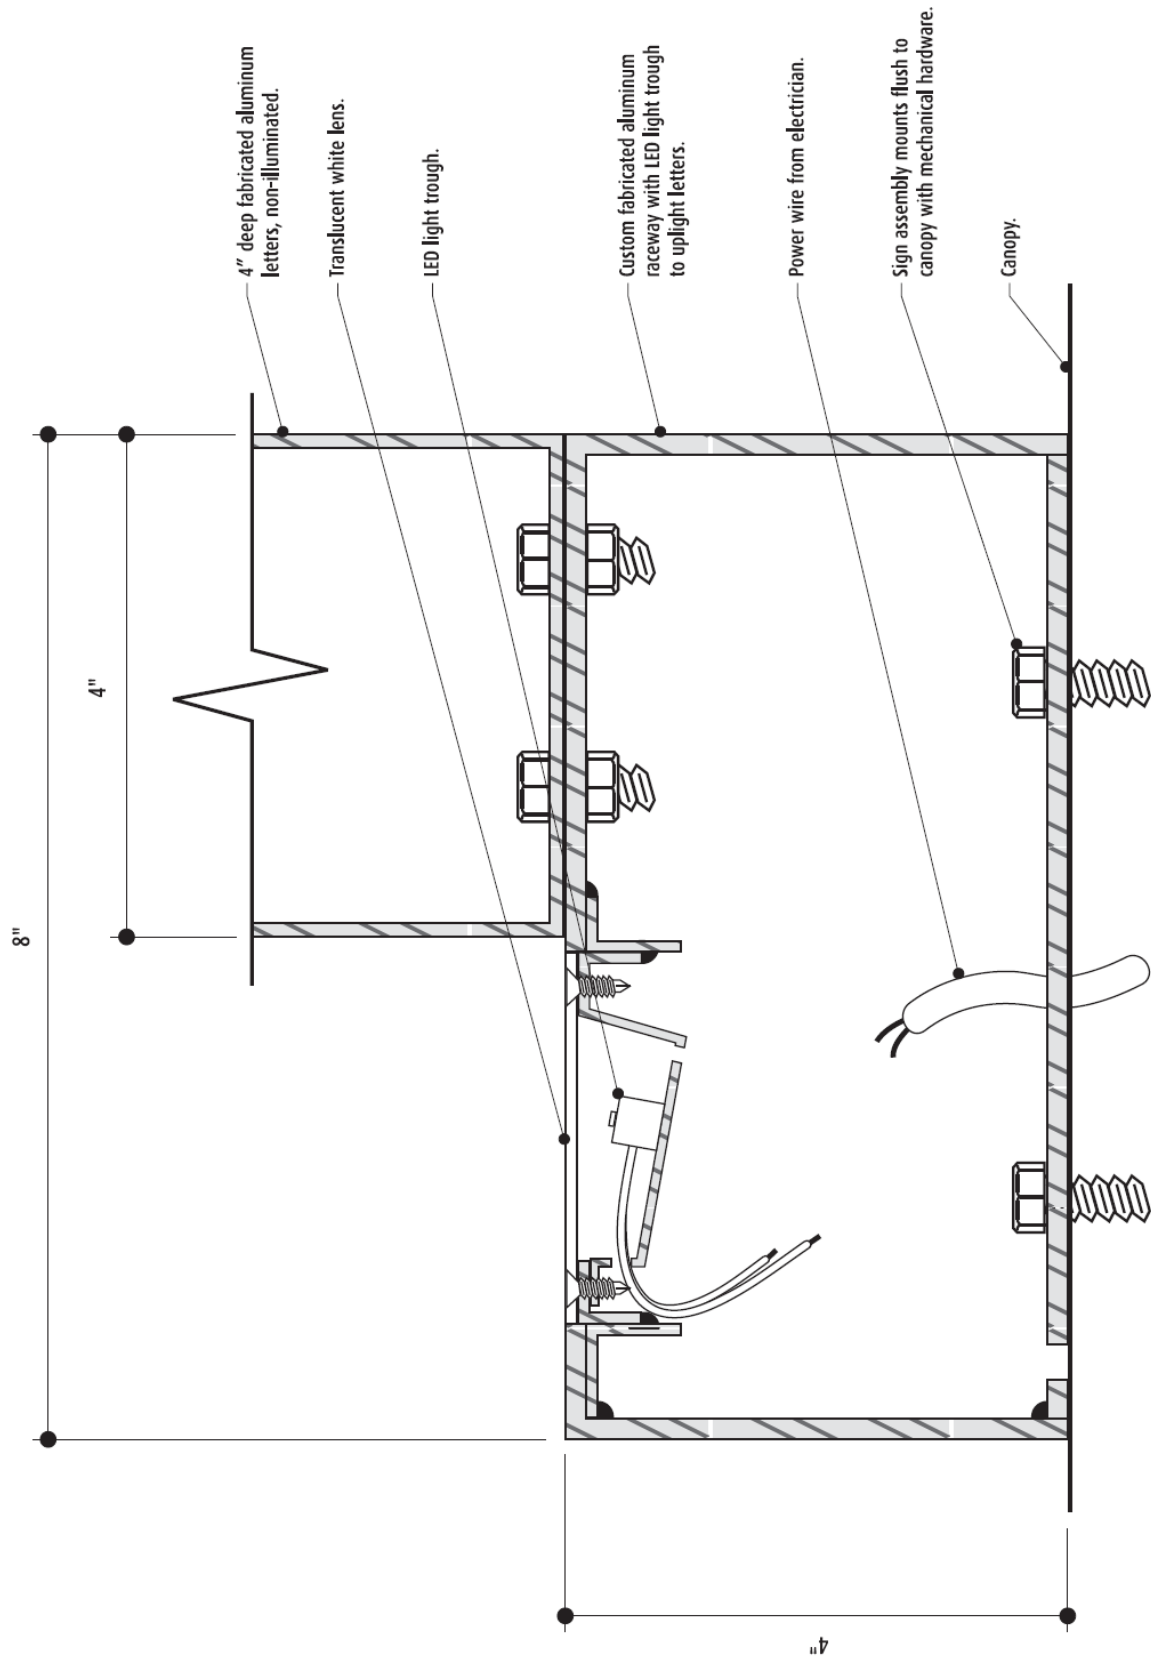 8"
4"
4" deep fabricated aluminum
letters, non-illuminated.
Translucent white lens.
LED light trough.
Custom fabricated aluminum
raceway with LED light trough
to uplight letters.
Power wire from electrician.
Sign assembly mounts flush to
canopy with mechanical hardware.
Canopy.
4"